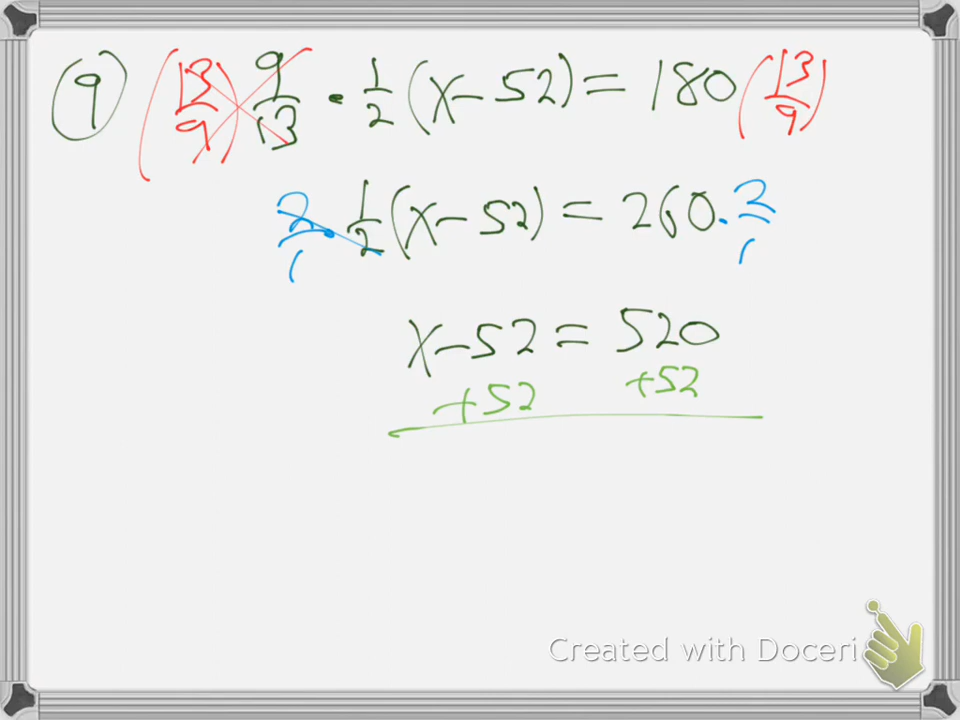 9 (13/9) 9/13 · 1/2 (x − 52) = 180 (13/9)
2/1 · 1/2 (x − 52) = 260 · 2/1
x − 52 = 520
+52 +52
Created with Doceri